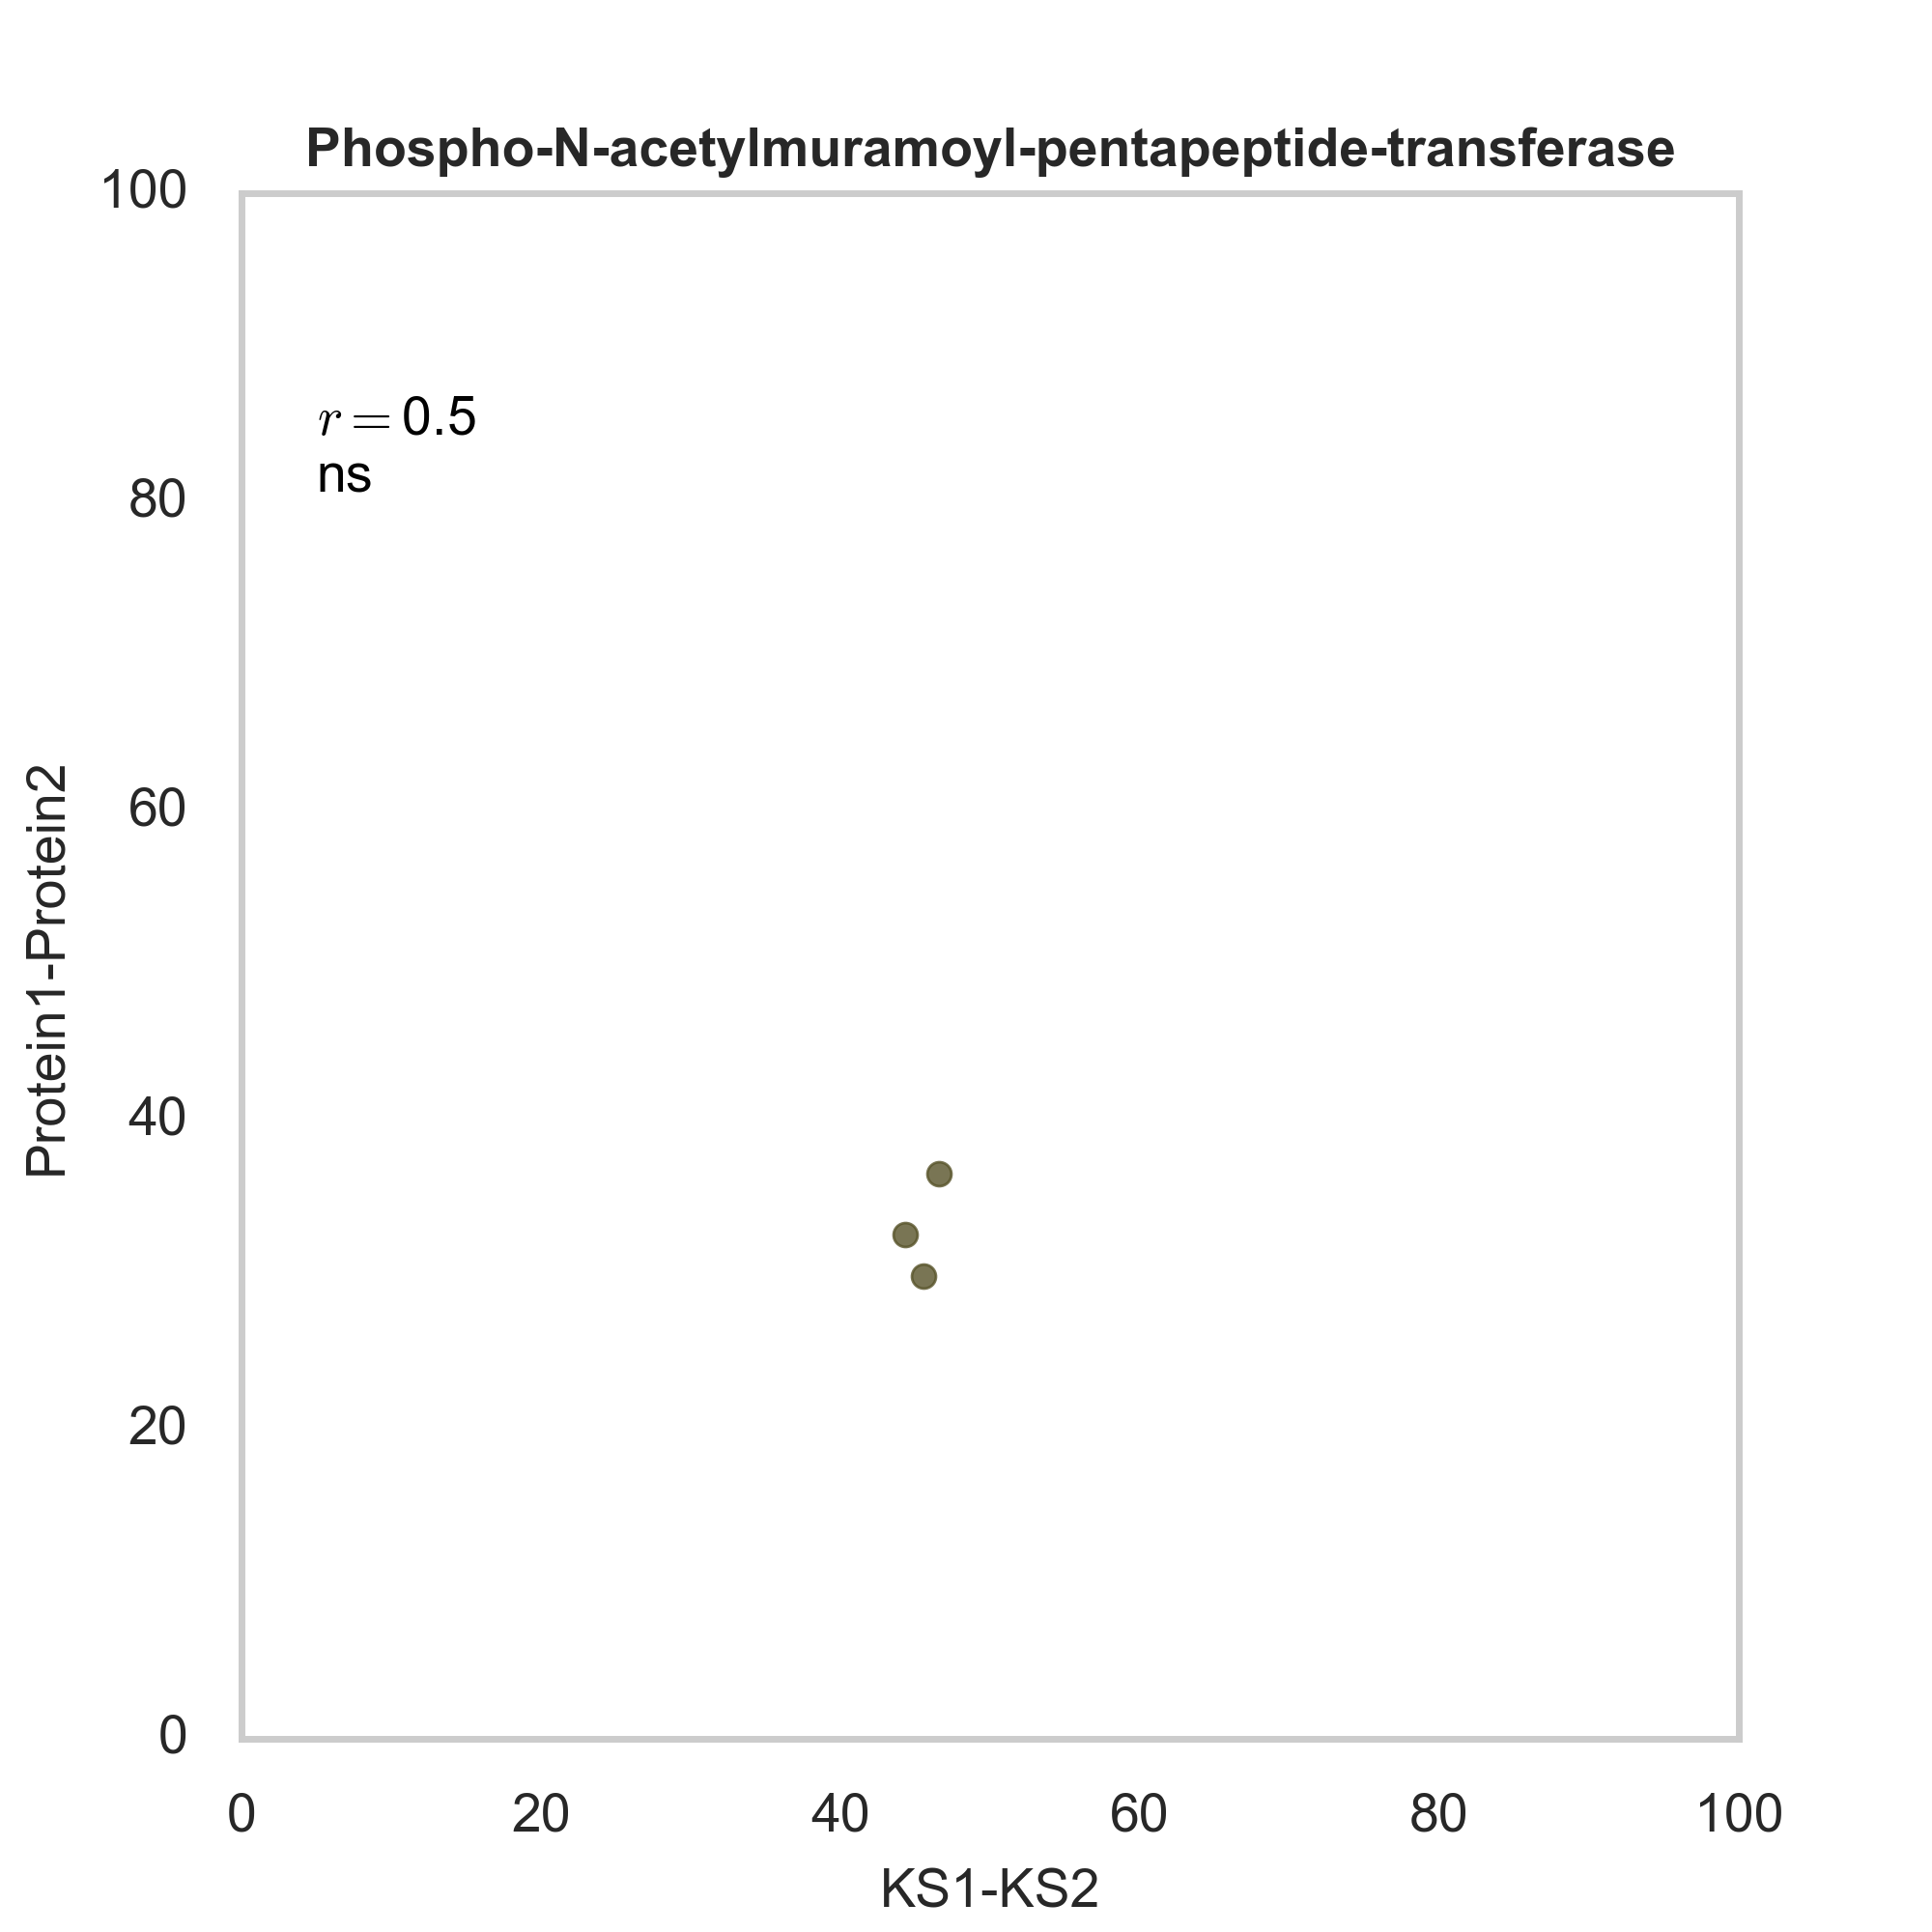 Phospho-N-acetylmuramoyl-pentapeptide-transferase
100
80
60
40
20
0
r = 0.5
ns
Protein1-Protein2
0 20 40 60 80 100
KS1-KS2